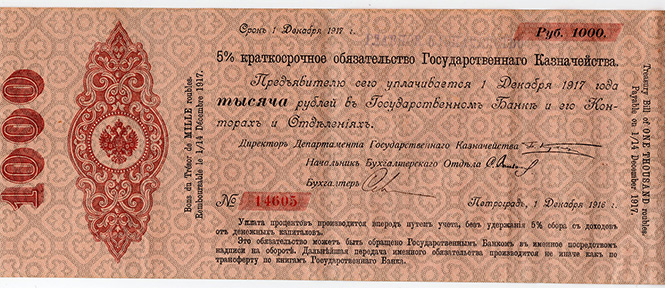 1000
Bons du Trésor de MILLE roubles.
Remboursable le 1/14 Décembre 1917.
Срокъ 1 Декабря 1917 г.
Руб. 1000.
5% краткосрочное обязательство Государственнаго Казначейства.
Предъявителю сего уплачивается 1 Декабря 1917 года
тысяча рублей въ Государственномъ Банкѣ и его Кон-
торахъ и Отдѣленіяхъ.
Директоръ Департамента Государственнаго Казначейства
Начальникъ Бухгалтерскаго Отдѣла
Бухгалтеръ
№ 14605
Петроградъ, 1 Декабря 1916 г.
Уплата процентовъ производится впередъ путемъ учета, безъ удержанія 5% сбора съ доходовъ
отъ денежныхъ капиталовъ.
Это обязательство можетъ быть обращено Государственнымъ Банкомъ въ именное посредствомъ
надписи на оборотѣ. Дальнѣйшая передача именного обязательства производится не иначе какъ по
трансферту по книгамъ Государственнаго Банка.
Treasury Bill of ONE THOUSAND roubles.
Payable on 1/14 December 1917.